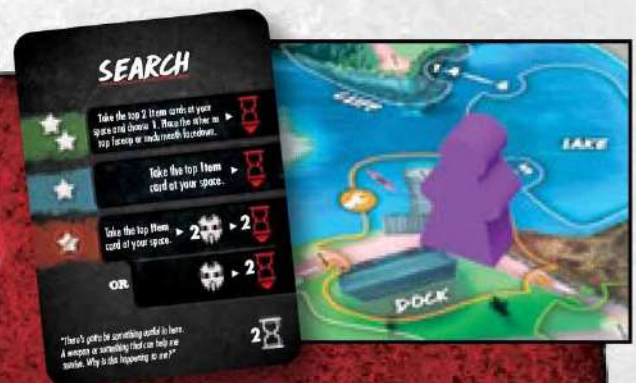 SEARCH
Take the top 2 Item cards at your
space and choose 1. Place the other on
top faceup or underneath facedown.
Take the top Item
card at your space.
Take the top Item
card at your space.
2
2
OR
2
"There's gotta be something useful in here.
A weapon or something that can help me
survive. Why is this happening to me?"
2
CAMP
LAKE
DOCK